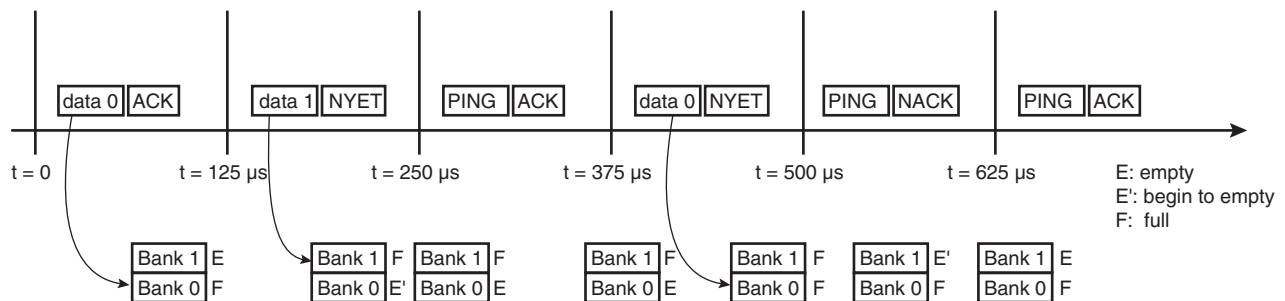 data 0 ACK data 1 NYET PING ACK data 0 NYET PING NACK PING ACK
t = 0 t = 125 µs t = 250 µs t = 375 µs t = 500 µs t = 625 µs
E: empty
E': begin to empty
F: full
Bank 1 E Bank 1 F Bank 1 F Bank 1 F Bank 1 F Bank 1 E' Bank 1 E
Bank 0 F Bank 0 E' Bank 0 E Bank 0 E Bank 0 F Bank 0 F Bank 0 F